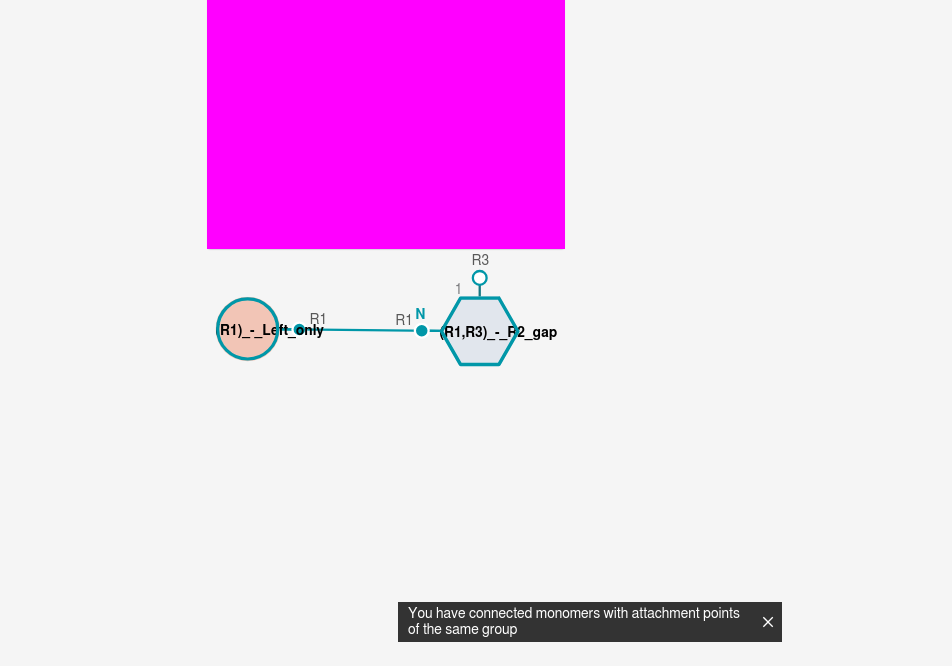 R3
1
R1)_-_Left_only
R1
R1
N
(R1,R3)_-_R2_gap
You have connected monomers with attachment points
of the same group